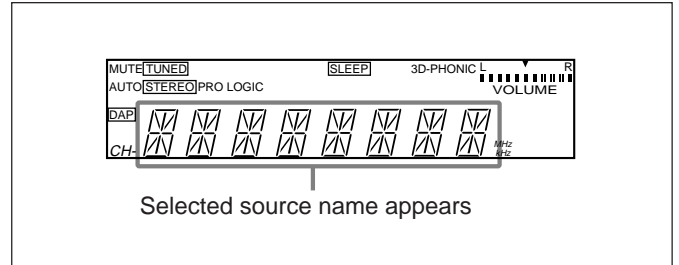 MUTE TUNED SLEEP 3D-PHONIC L R
AUTO STEREO PRO LOGIC VOLUME
DAP
CH- MHz
kHz
Selected source name appears